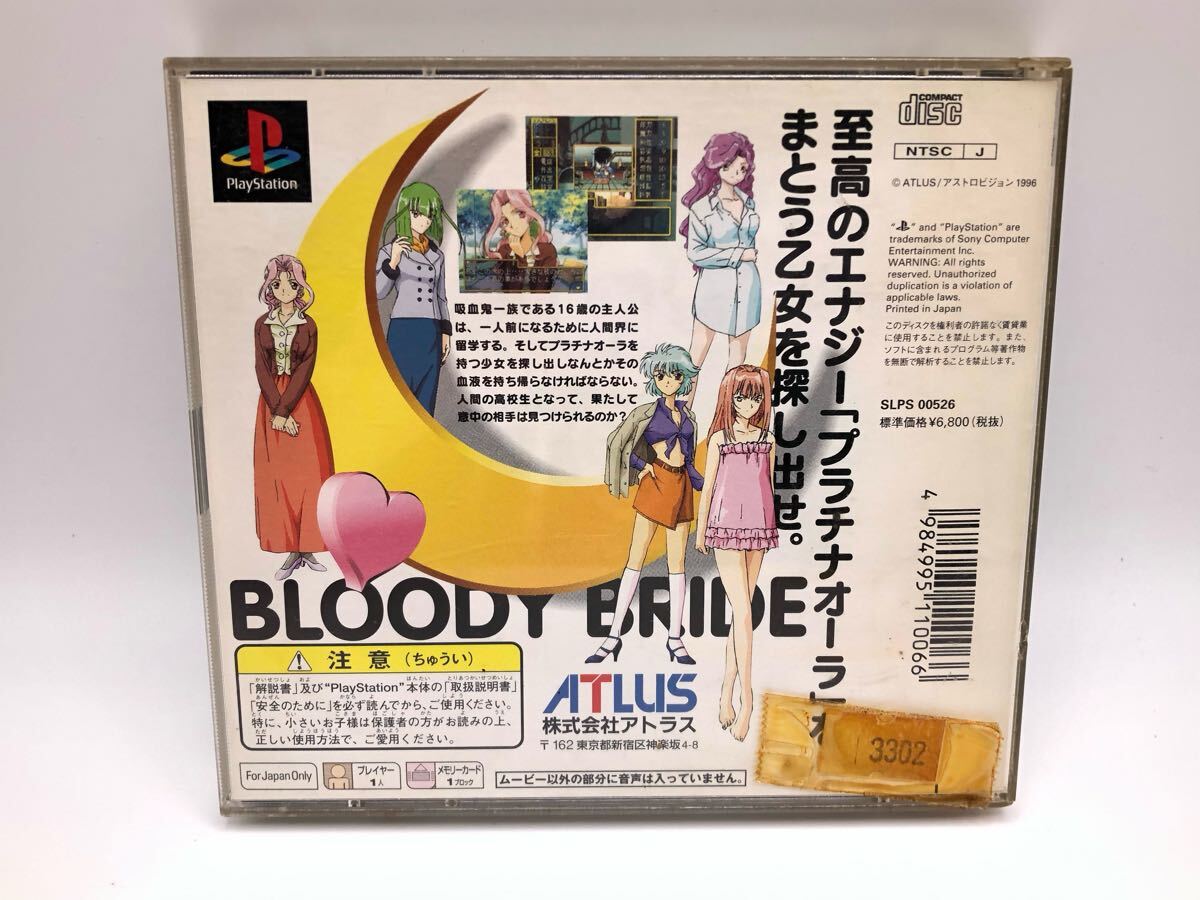 PlayStation
至高のエナジー「プラチナオーラ」を
まとう乙女を探し出せ。
COMPACT
disc
NTSC J
©ATLUS/アストロビジョン1996
“ ” and “PlayStation” are
trademarks of Sony Computer
Entertainment Inc.
WARNING: All rights
reserved. Unauthorized
duplication is a violation of
applicable laws.
Printed in Japan
このディスクを権利者の許諾なく賃貸業
に使用することを禁止します。また、
ソフトに含まれるプログラム等著作物
を無断で解析することを禁止します。
SLPS 00526
標準価格¥6,800(税抜)
4 984995 110066
吸血鬼一族である16歳の主人公
は、一人前になるために人間界に
留学する。そしてプラチナオーラを
持つ少女を探し出しなんとかその
血液を持ち帰らなければならない。
人間の高校生となって、果たして
意中の相手は見つけられるのか?
BLOODY BRIDE
注意(ちゅうい)
「解説書」及び“PlayStation”本体の「取扱説明書」
「安全のために」を必ず読んでから、ご使用ください。
特に、小さいお子様は保護者の方がお読みの上、
正しい使用方法で、ご愛用ください。
ATLUS
株式会社アトラス
〒162 東京都新宿区神楽坂4-8
For Japan Only
プレイヤー
1人
メモリーカード
1ブロック
ムービー以外の部分に音声は入っていません。
3302